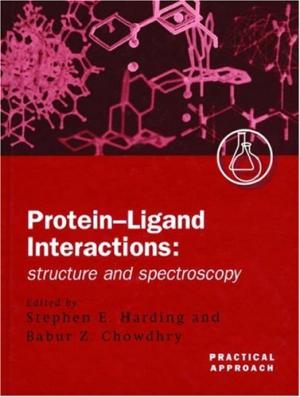 Protein–Ligand
Interactions:
structure and spectroscopy
Edited by
Stephen E. Harding and
Babur Z. Chowdhry
PRACTICAL
APPROACH